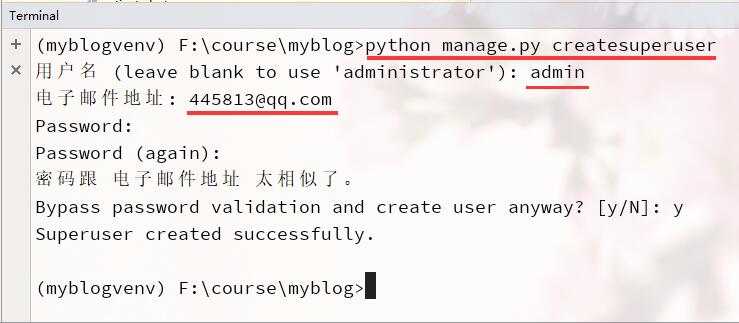 Terminal
(myblogvenv) F:\course\myblog>python manage.py createsuperuser
用户名 (leave blank to use 'administrator'): admin
电子邮件地址: 445813@qq.com
Password:
Password (again):
密码跟 电子邮件地址 太相似了。
Bypass password validation and create user anyway? [y/N]: y
Superuser created successfully.
(myblogvenv) F:\course\myblog>